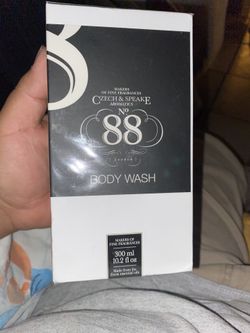 MAKERS
OF FINE FRAGRANCES
CZECH & SPEAKE
AROMATICS
No
88
London
BODY WASH
MAKERS OF
FINE FRAGRANCES
300 ml
10.2 fl oz